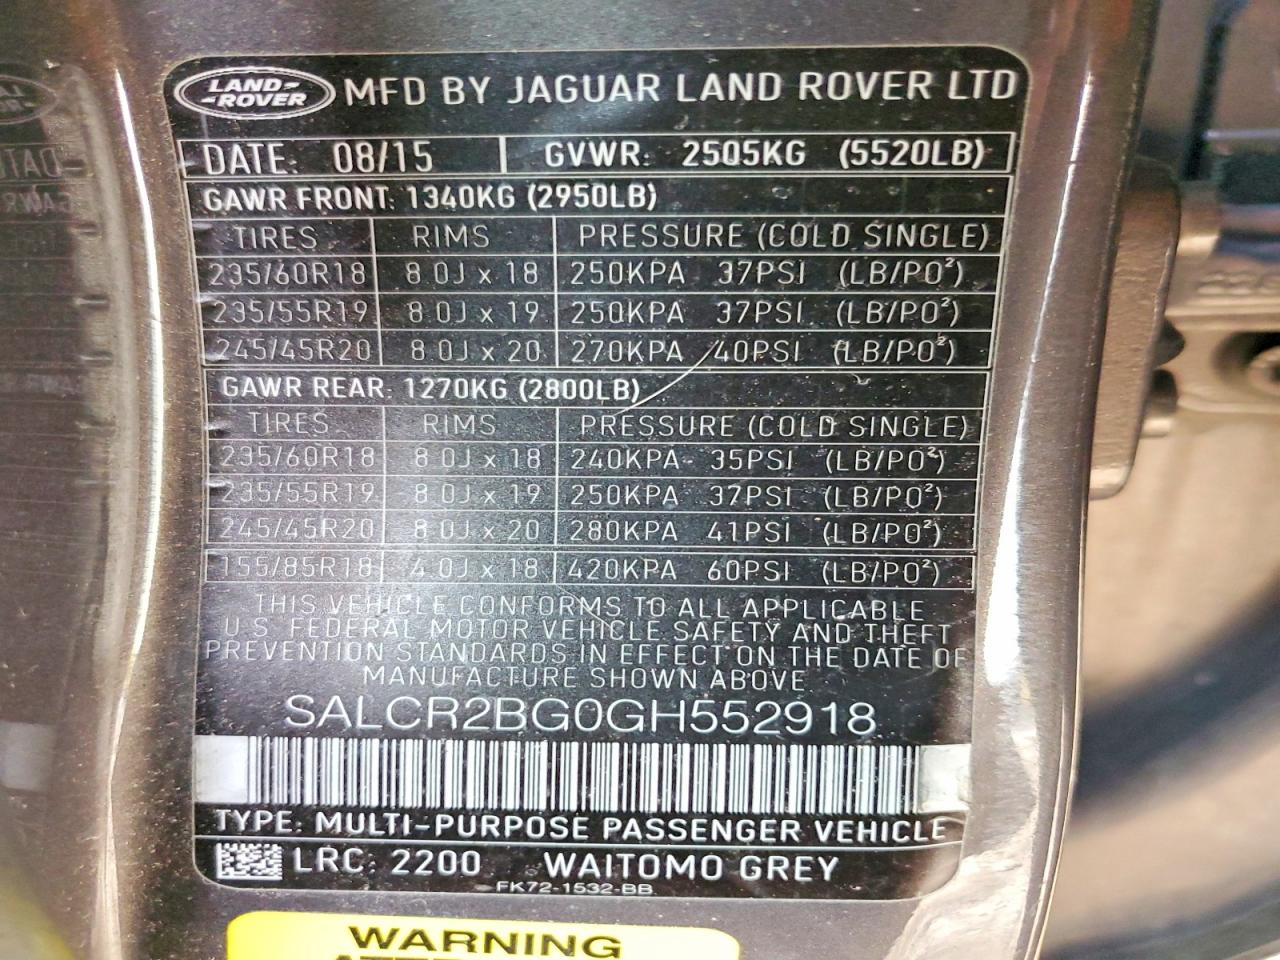 LAND ROVER MFD BY JAGUAR LAND ROVER LTD
DATE: 08/15 GVWR: 2505KG (5520LB)
GAWR FRONT: 1340KG (2950LB)
TIRES RIMS PRESSURE (COLD SINGLE)
235/60R18 8.0J x 18 250KPA 37PSI (LB/PO²)
235/55R19 8.0J x 19 250KPA 37PSI (LB/PO²)
245/45R20 8.0J x 20 270KPA 40PSI (LB/PO²)
GAWR REAR: 1270KG (2800LB)
TIRES RIMS PRESSURE (COLD SINGLE)
235/60R18 8.0J x 18 240KPA 35PSI (LB/PO²)
235/55R19 8.0J x 19 250KPA 37PSI (LB/PO²)
245/45R20 8.0J x 20 280KPA 41PSI (LB/PO²)
155/85R18 4.0J x 18 420KPA 60PSI (LB/PO²)
THIS VEHICLE CONFORMS TO ALL APPLICABLE
U.S. FEDERAL MOTOR VEHICLE SAFETY AND THEFT
PREVENTION STANDARDS IN EFFECT ON THE DATE OF
MANUFACTURE SHOWN ABOVE
SALCR2BG0GH552918
TYPE: MULTI-PURPOSE PASSENGER VEHICLE
LRC: 2200 WAITOMO GREY
FK72-1532-BB
WARNING